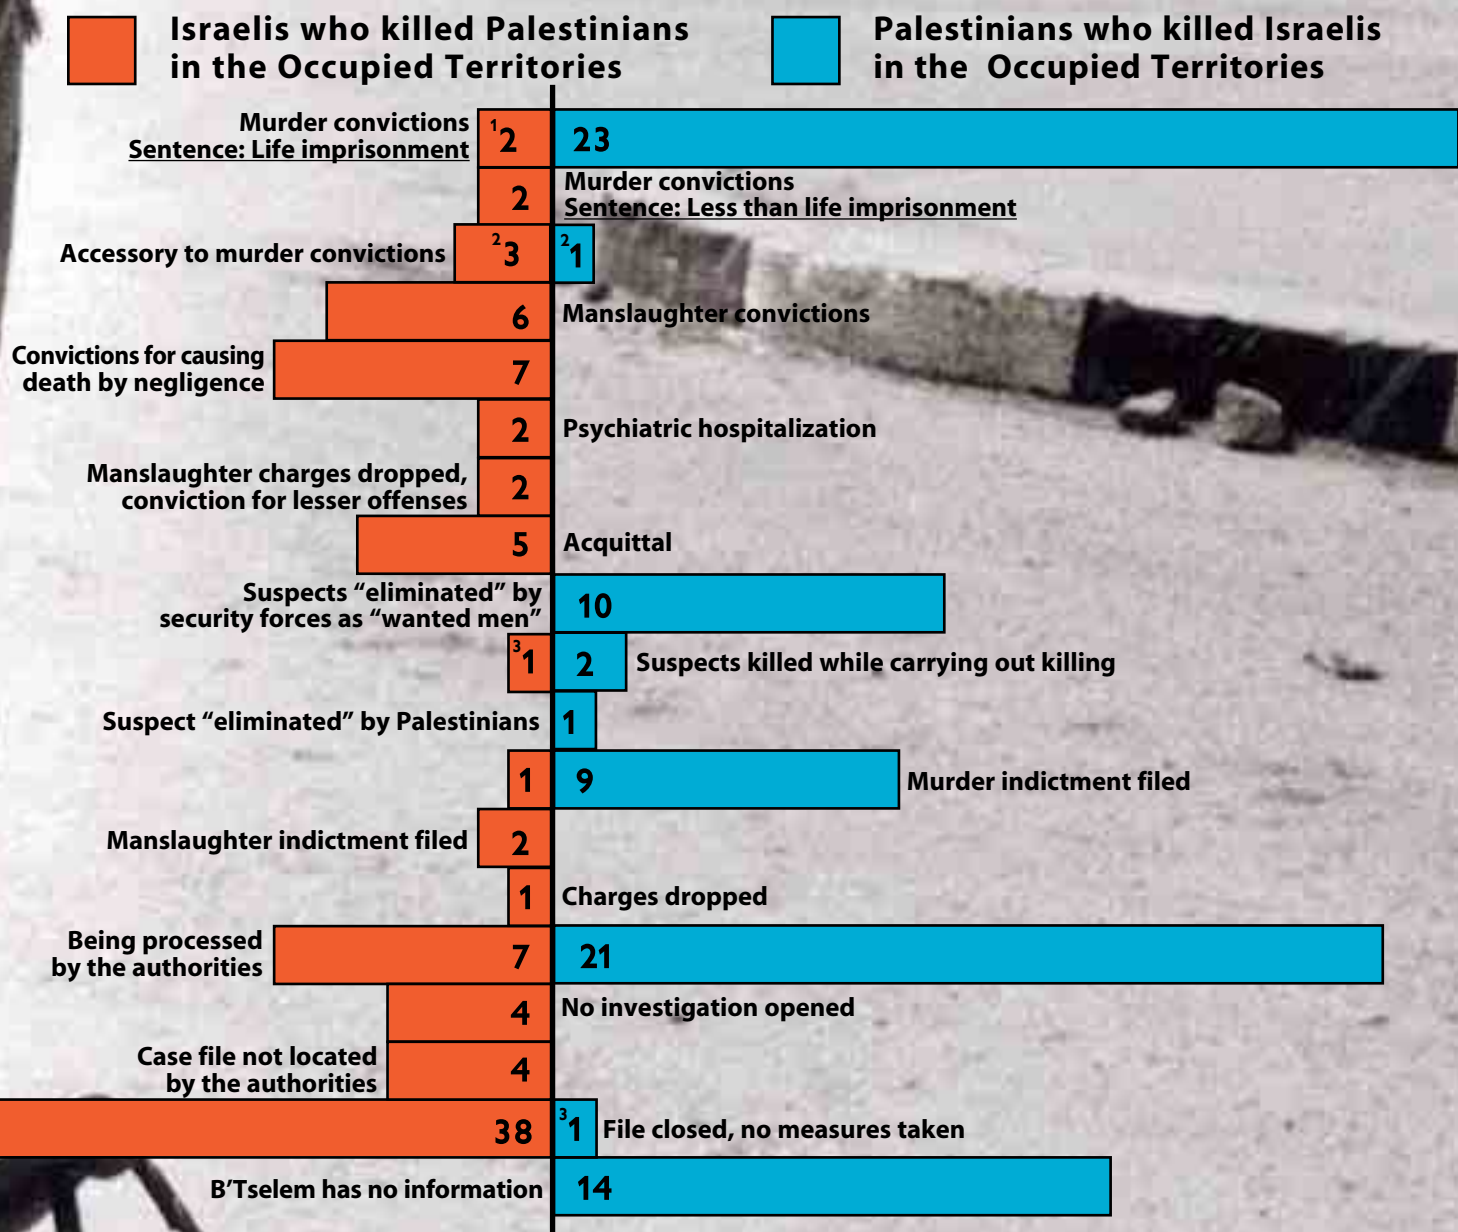 Israelis who killed Palestinians
in the Occupied Territories
Palestinians who killed Israelis
in the Occupied Territories
Murder convictions
Sentence: Life imprisonment
1 2
23
2
Murder convictions
Sentence: Less than life imprisonment
Accessory to murder convictions
2 3
2 1
6
Manslaughter convictions
Convictions for causing
death by negligence
7
2
Psychiatric hospitalization
Manslaughter charges dropped,
conviction for lesser offenses
2
5
Acquittal
Suspects “eliminated” by
security forces as “wanted men”
10
3 1
2
Suspects killed while carrying out killing
Suspect “eliminated” by Palestinians
1
1
9
Murder indictment filed
Manslaughter indictment filed
2
1
Charges dropped
Being processed
by the authorities
7
21
4
No investigation opened
Case file not located
by the authorities
4
38
3 1
File closed, no measures taken
B’Tselem has no information
14